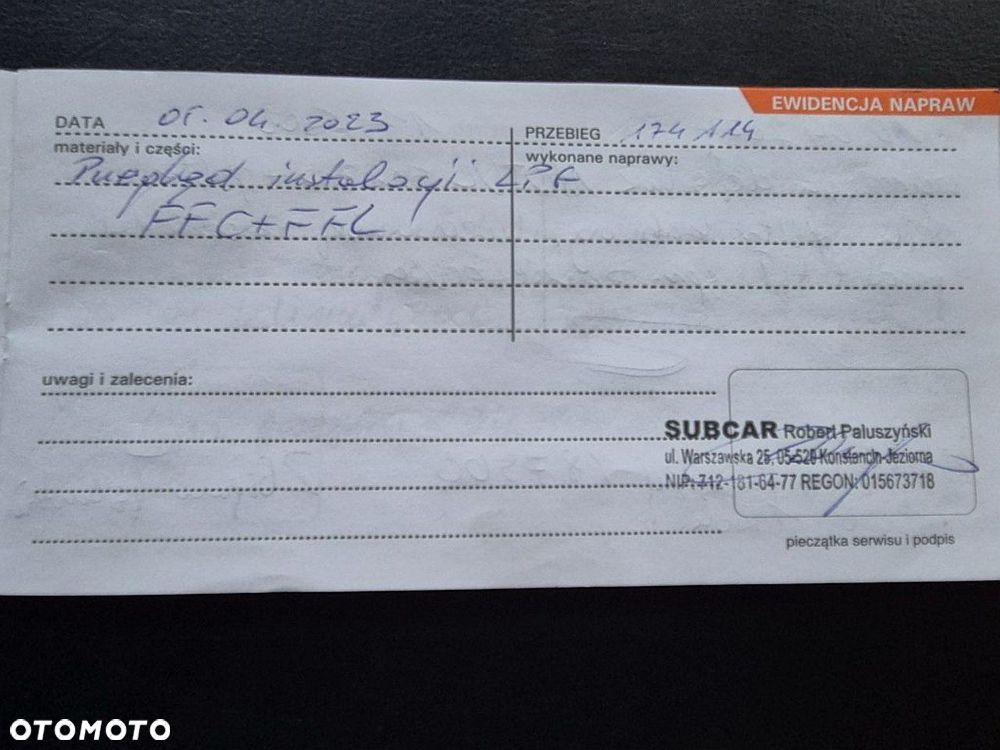 EWIDENCJA NAPRAW
DATA 05.04.2023 PRZEBIEG 174114
materiały i części: wykonane naprawy:
Przegląd instalacji LPG
FFC+FFL
uwagi i zalecenia:
SUBCAR Robert Paluszyński
ul. Warszawska 25, 05-520 Konstancin-Jeziorna
NIP: 712-181-64-77 REGON: 015673718
pieczątka serwisu i podpis
OTOMOTO